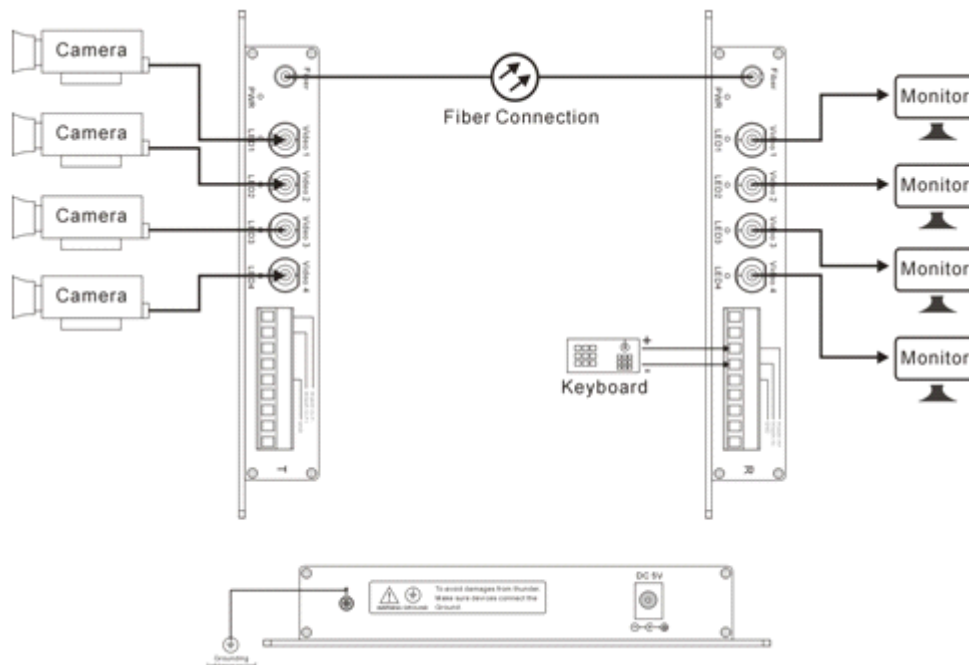 Camera
Camera
Camera
Camera
Fiber
PWR
LED1
Video 1
LED2
Video 2
LED3
Video 3
LED4
Video 4
T
Fiber Connection
Fiber
PWR
LED1
Video 1
LED2
Video 2
LED3
Video 3
LED4
Video 4
R
+
-
Keyboard
Monitor
Monitor
Monitor
Monitor
WARNING GROUND
To avoid damages from thunder.
Make sure devices connect the
Ground
DC 5V
Grounding